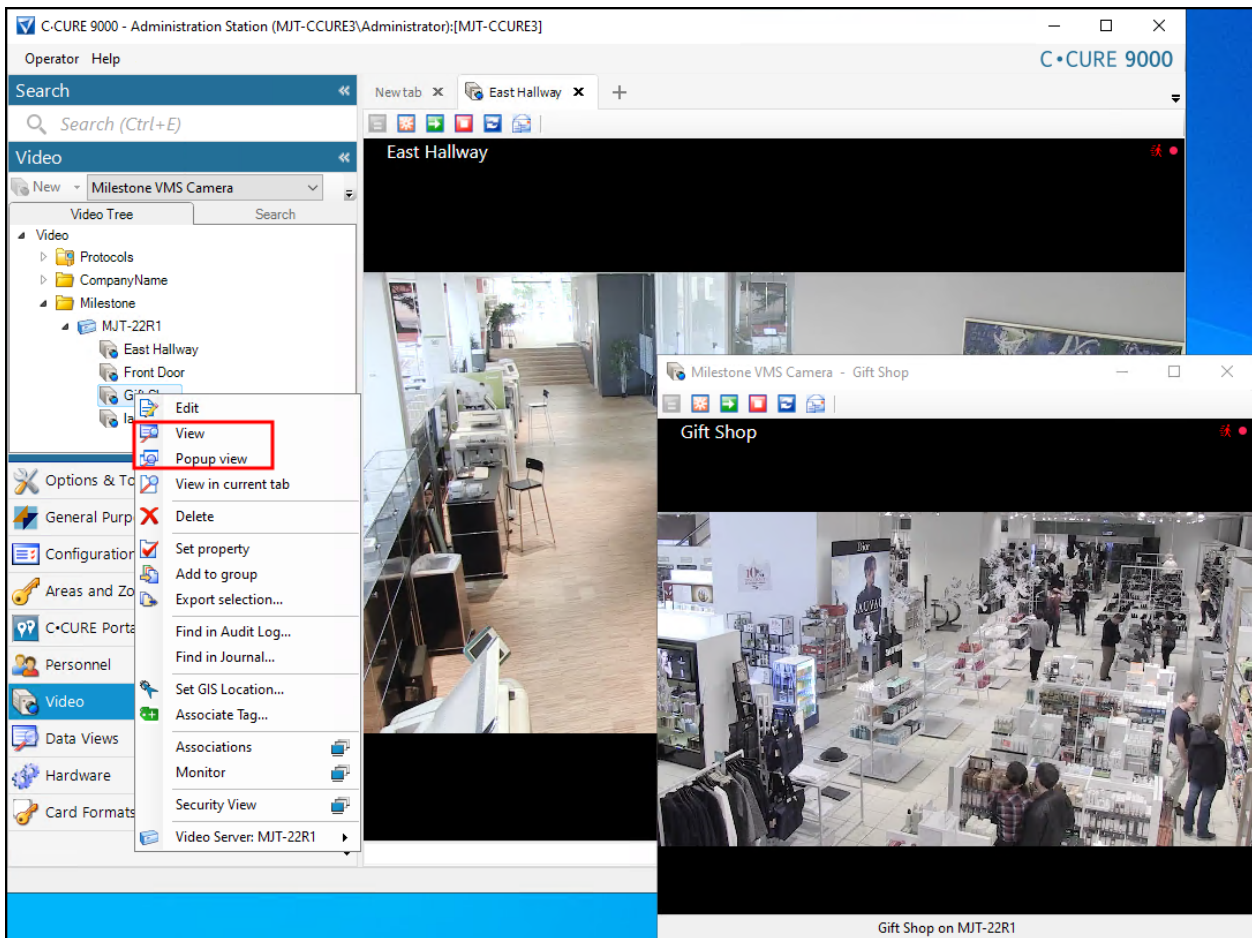 C•CURE 9000 - Administration Station (MJT-CCURE3\Administrator):[MJT-CCURE3]
Operator Help
C•CURE 9000
Search
Search (Ctrl+E)
Video
New
Milestone VMS Camera
Video Tree
Search
Video
Protocols
CompanyName
Milestone
MJT-22R1
East Hallway
Front Door
Edit
View
Popup view
View in current tab
Delete
Set property
Add to group
Export selection...
Find in Audit Log...
Find in Journal...
Set GIS Location...
Associate Tag...
Associations
Monitor
Security View
Video Server: MJT-22R1
Options & To
General Purp
Configuration
Areas and Zo
C•CURE Porta
Personnel
Video
Data Views
Hardware
Card Formats
New tab
East Hallway
East Hallway
Milestone VMS Camera - Gift Shop
Gift Shop
Dior
SAUVAGE
Gift Shop on MJT-22R1